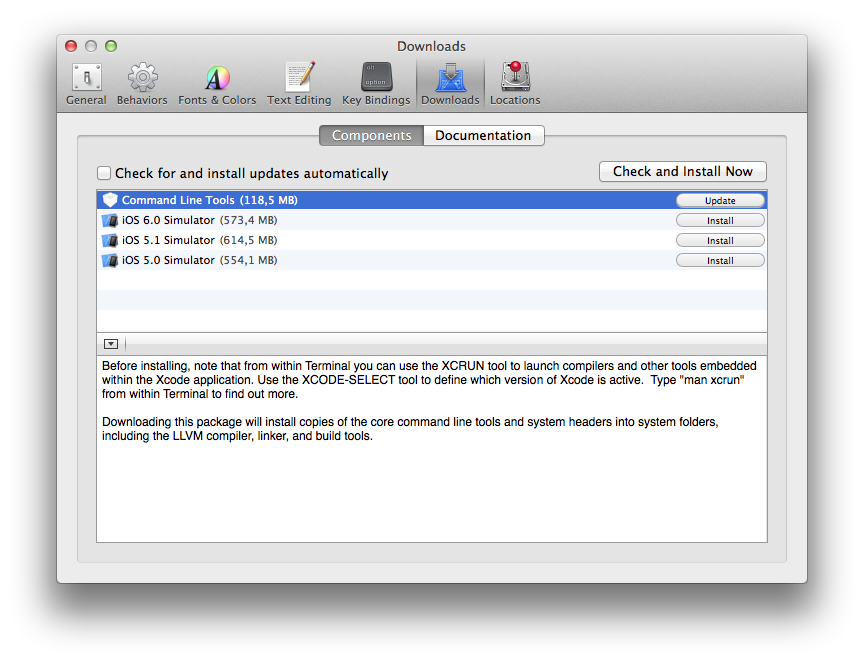 Downloads
General Behaviors Fonts & Colors Text Editing Key Bindings Downloads Locations
alt
option
Components Documentation
Check for and install updates automatically Check and Install Now
Command Line Tools (118,5 MB) Update
iOS 6.0 Simulator (573,4 MB) Install
iOS 5.1 Simulator (614,5 MB) Install
iOS 5.0 Simulator (554,1 MB) Install
Before installing, note that from within Terminal you can use the XCRUN tool to launch compilers and other tools embedded
within the Xcode application. Use the XCODE-SELECT tool to define which version of Xcode is active.  Type "man xcrun"
from within Terminal to find out more.
Downloading this package will install copies of the core command line tools and system headers into system folders,
including the LLVM compiler, linker, and build tools.